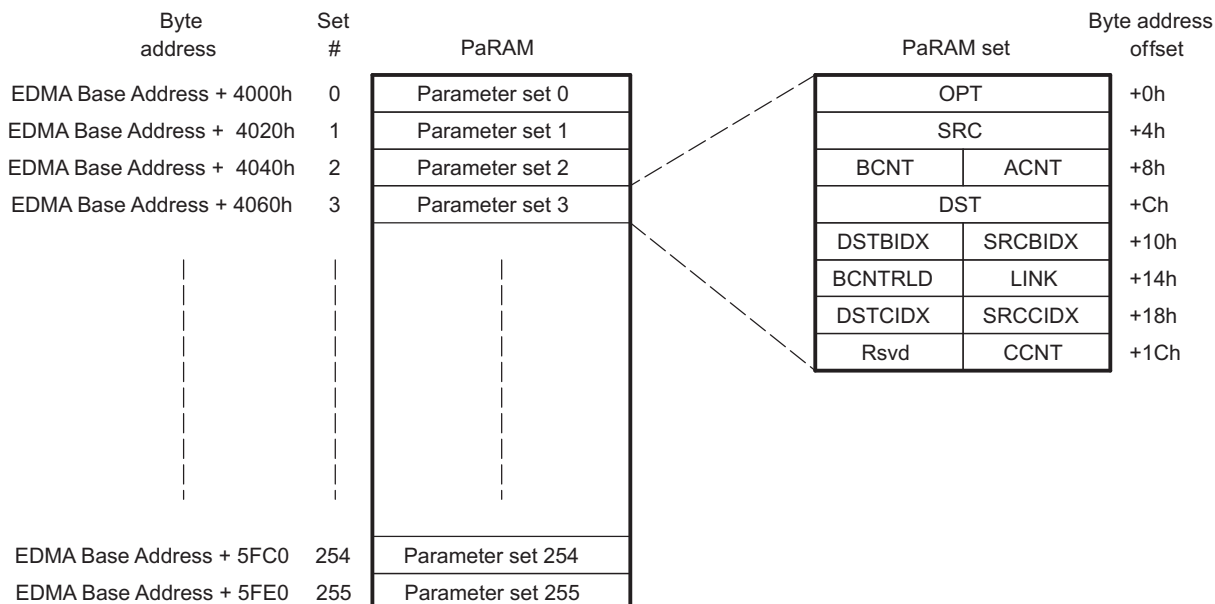 Byte address Set # PaRAM PaRAM set Byte address offset
EDMA Base Address + 4000h 0 Parameter set 0 OPT +0h
EDMA Base Address + 4020h 1 Parameter set 1 SRC +4h
EDMA Base Address + 4040h 2 Parameter set 2 BCNT ACNT +8h
EDMA Base Address + 4060h 3 Parameter set 3 DST +Ch
DSTBIDX SRCBIDX +10h
BCNTRLD LINK +14h
DSTCIDX SRCCIDX +18h
Rsvd CCNT +1Ch
EDMA Base Address + 5FC0 254 Parameter set 254
EDMA Base Address + 5FE0 255 Parameter set 255